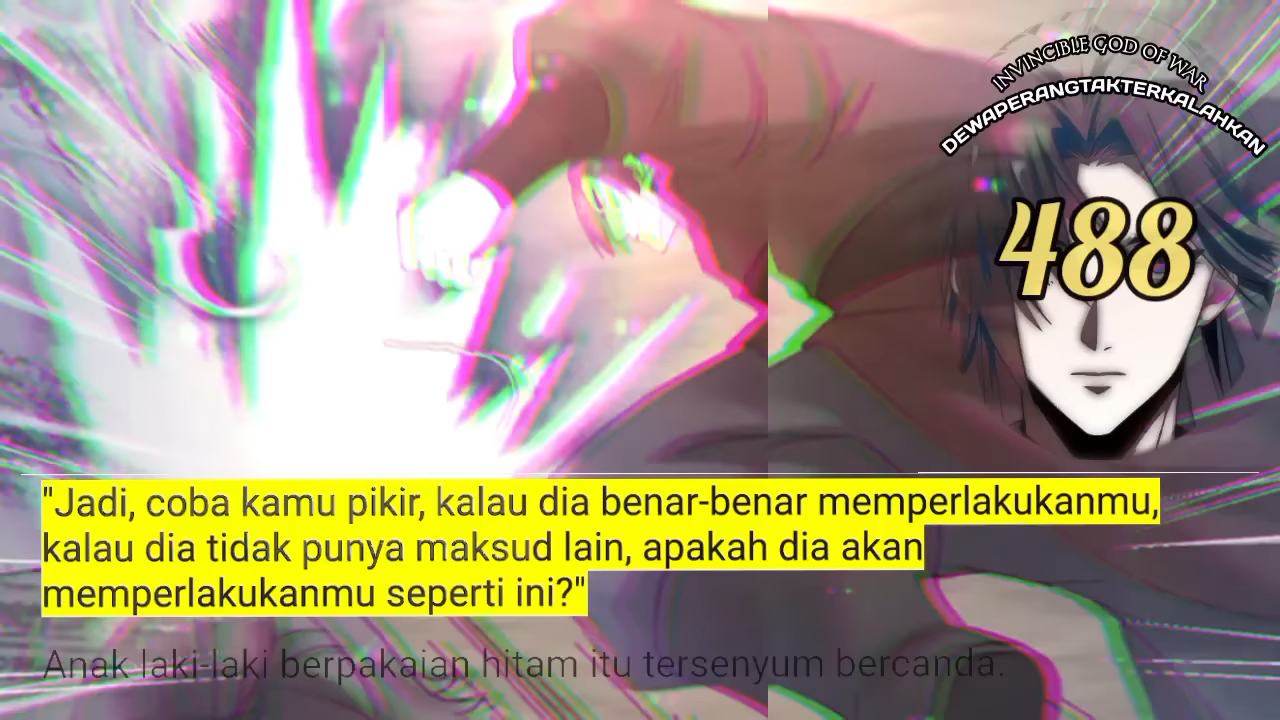 INVINCIBLE GOD OF WAR
DEWAPERANGTAKTERKALAHKAN
488
"Jadi, coba kamu pikir, kalau dia benar-benar memperlakukanmu,
kalau dia tidak punya maksud lain, apakah dia akan
memperlakukanmu seperti ini?"
Anak laki-laki berpakaian hitam itu tersenyum bercanda.